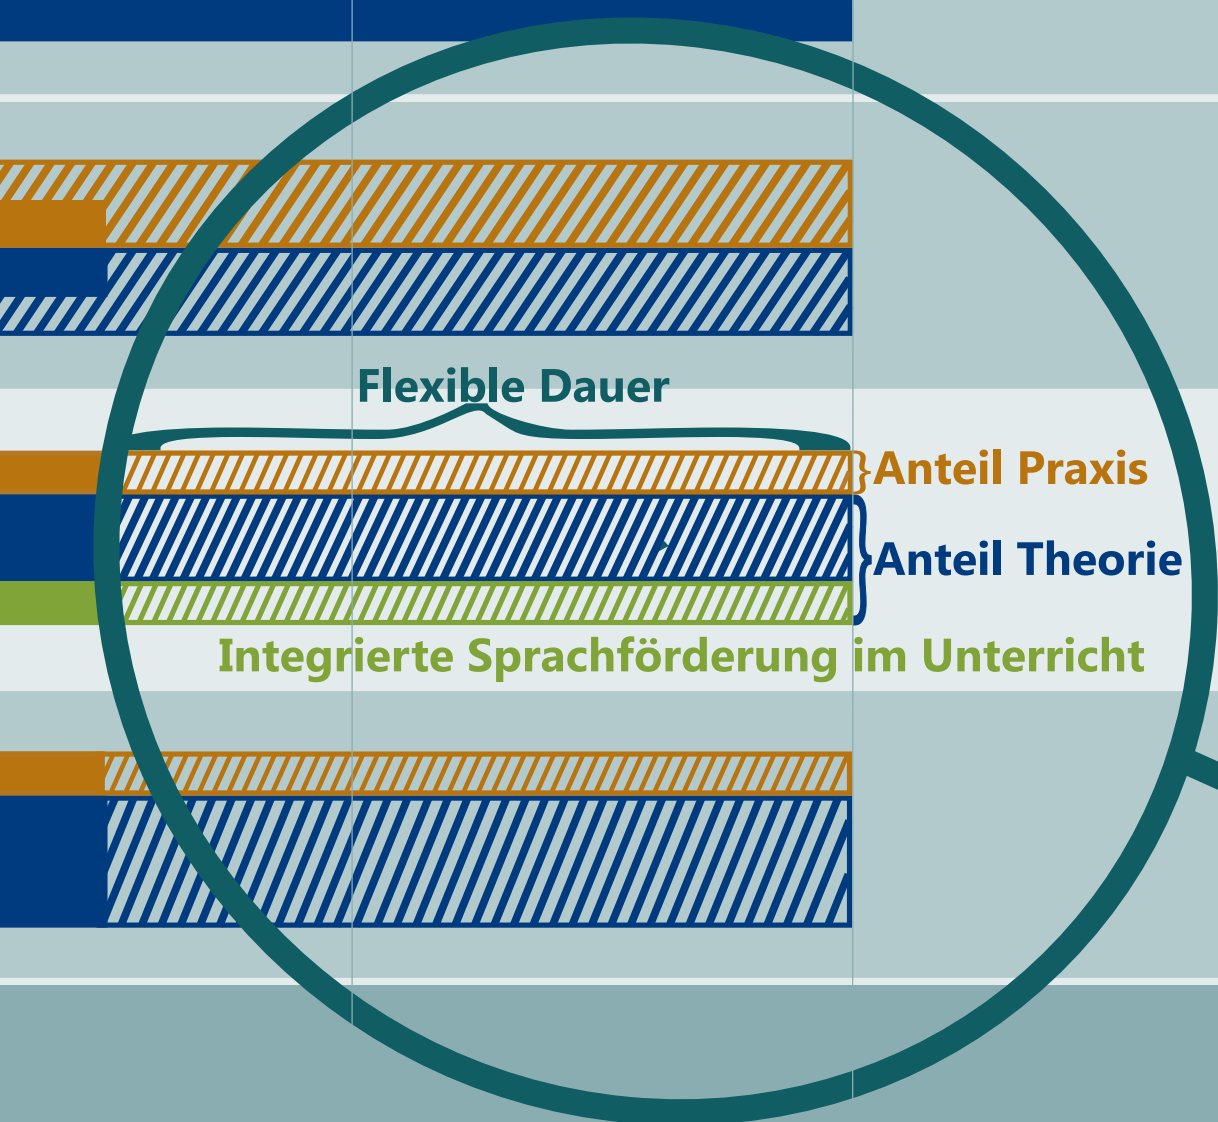 Flexible Dauer
Anteil Praxis
Anteil Theorie
Integrierte Sprachförderung im Unterricht